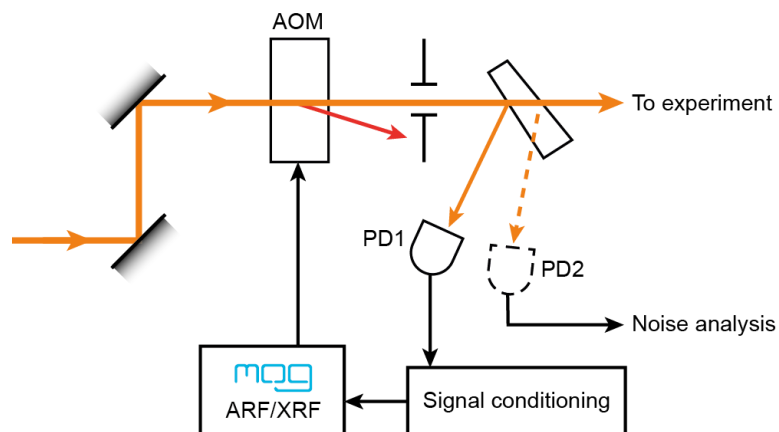 AOM
To experiment
PD1
PD2
Noise analysis
mog
ARF/XRF
Signal conditioning